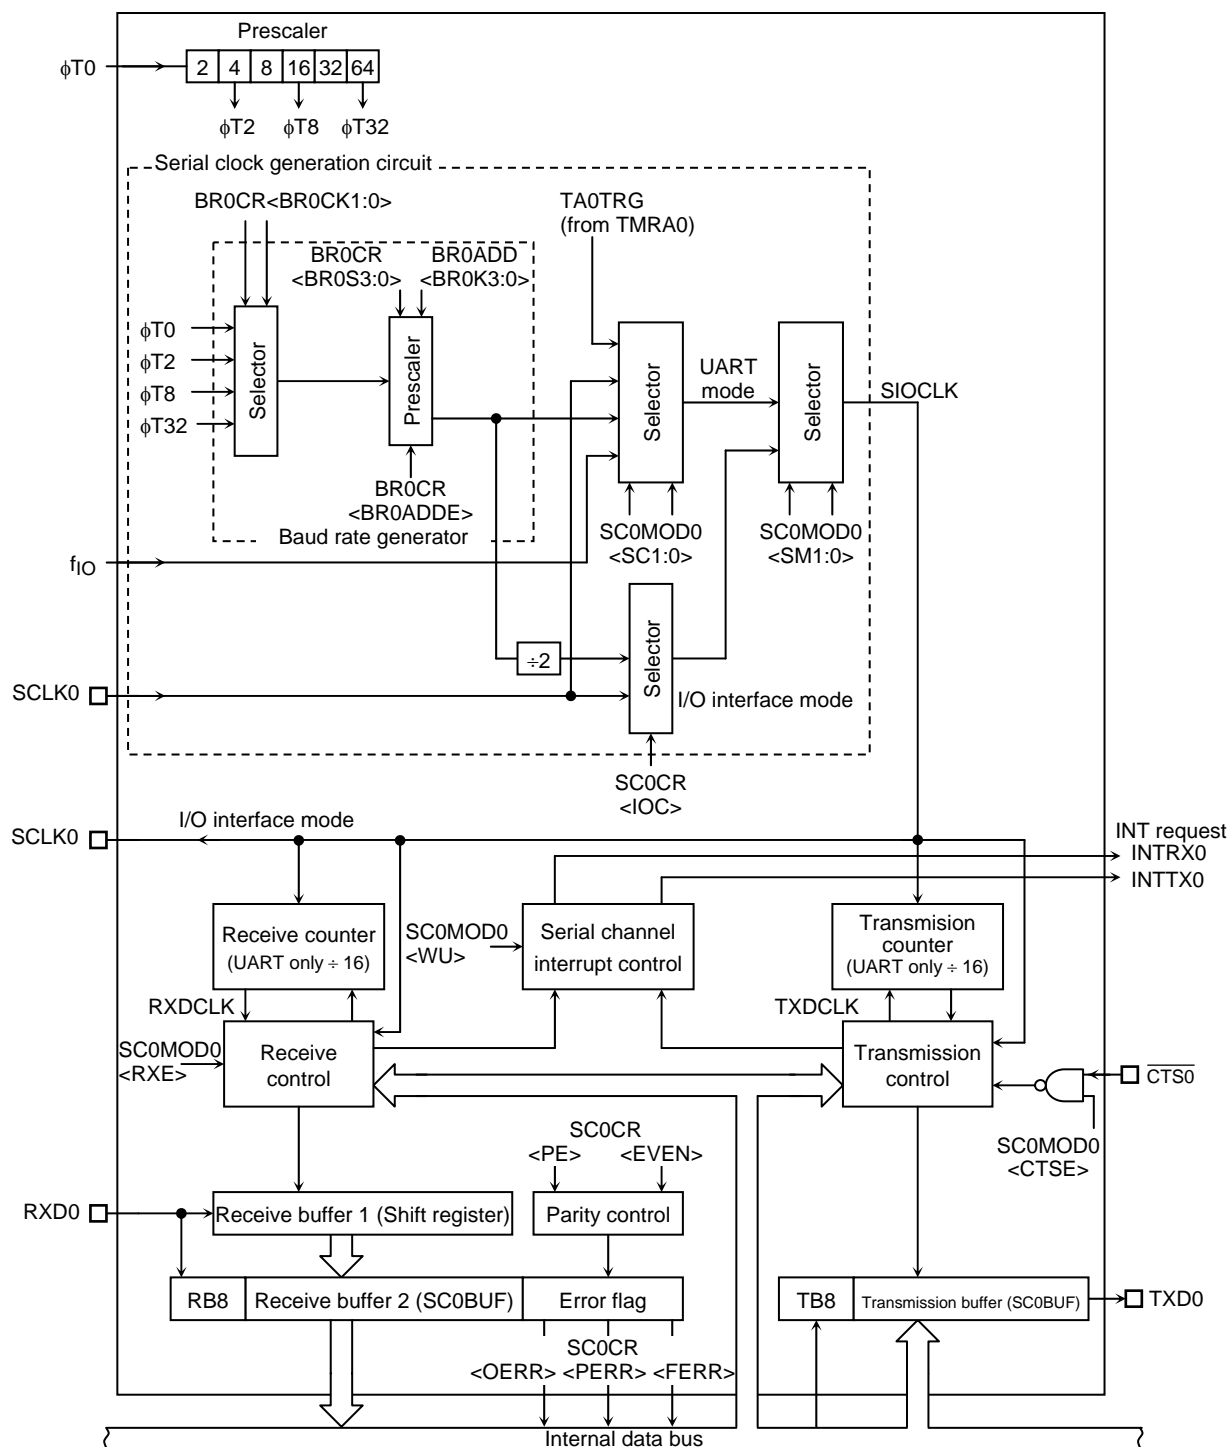 Prescaler
ϕT0
2 4 8 16 32 64
ϕT2 ϕT8 ϕT32
Serial clock generation circuit
BR0CR<BR0CK1:0>
TA0TRG
(from TMRA0)
BR0CR
<BR0S3:0>
BR0ADD
<BR0K3:0>
ϕT0
ϕT2
ϕT8
ϕT32
Selector
Prescaler
Selector
UART
mode
Selector
SIOCLK
BR0CR
<BR0ADDE>
Baud rate generator
SC0MOD0
<SC1:0>
SC0MOD0
<SM1:0>
fIO
÷2
Selector
SCLK0
I/O interface mode
SC0CR
<IOC>
SCLK0
I/O interface mode
INT request
INTRX0
INTTX0
Receive counter
(UART only ÷ 16)
SC0MOD0
<WU>
Serial channel
interrupt control
Transmision
counter
(UART only ÷ 16)
RXDCLK
TXDCLK
SC0MOD0
<RXE>
Receive
control
Transmission
control
CTS0
SC0MOD0
<CTSE>
SC0CR
<PE>
<EVEN>
RXD0
Receive buffer 1 (Shift register)
Parity control
RB8
Receive buffer 2 (SC0BUF)
Error flag
TB8
Transmission buffer (SC0BUF)
TXD0
SC0CR
<OERR> <PERR> <FERR>
Internal data bus